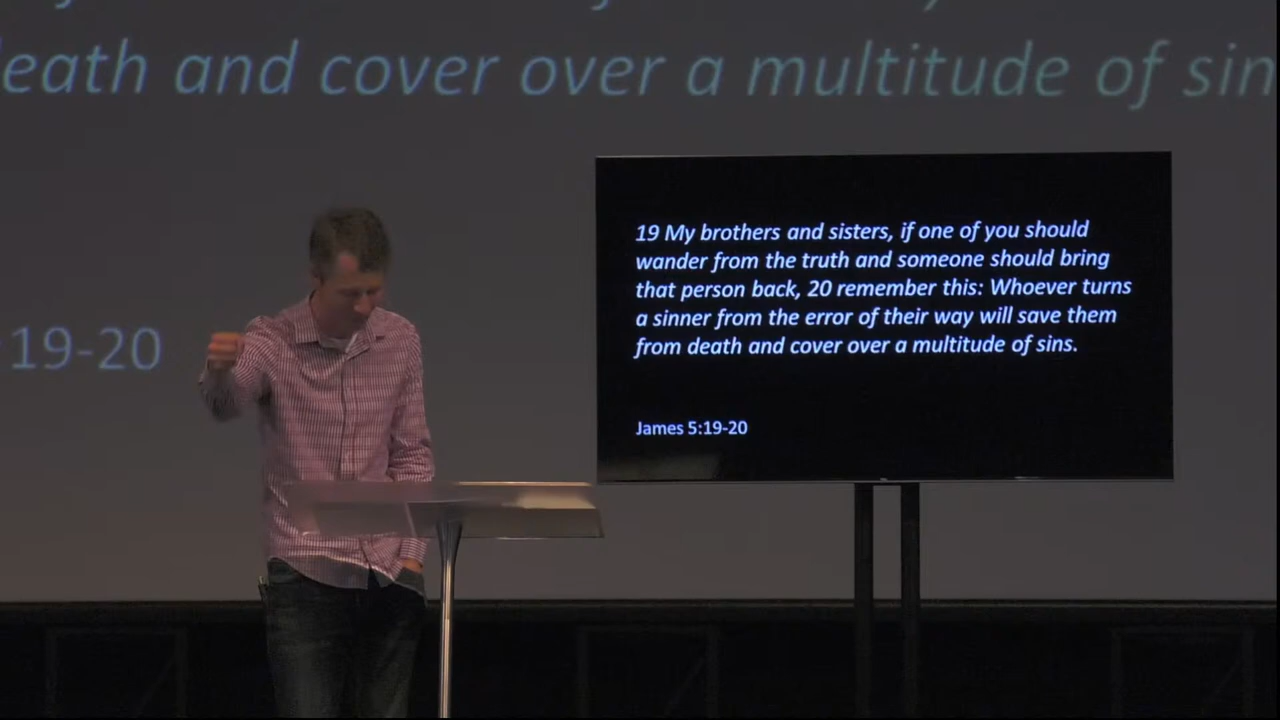 death and cover over a multitude of sin
19-20
19 My brothers and sisters, if one of you should
wander from the truth and someone should bring
that person back, 20 remember this: Whoever turns
a sinner from the error of their way will save them
from death and cover over a multitude of sins.
James 5:19-20